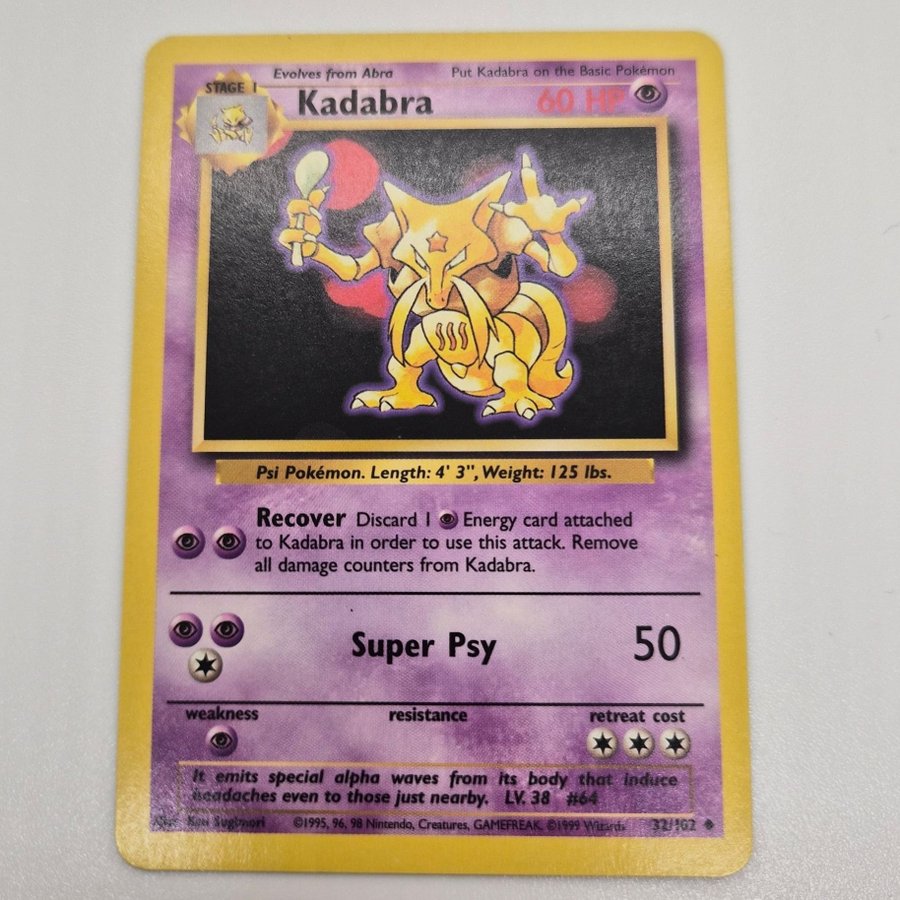 Evolves from Abra Put Kadabra on the Basic Pokémon
STAGE 1
Kadabra 60 HP
Psi Pokémon. Length: 4' 3", Weight: 125 lbs.
Recover Discard 1 Energy card attached
to Kadabra in order to use this attack. Remove
all damage counters from Kadabra.
Super Psy 50
weakness resistance retreat cost
It emits special alpha waves from its body that induce
headaches even to those just nearby. LV. 38 #64
Illus. Ken Sugimori ©1995, 96, 98 Nintendo, Creatures, GAMEFREAK. ©1999 Wizards. 32/102